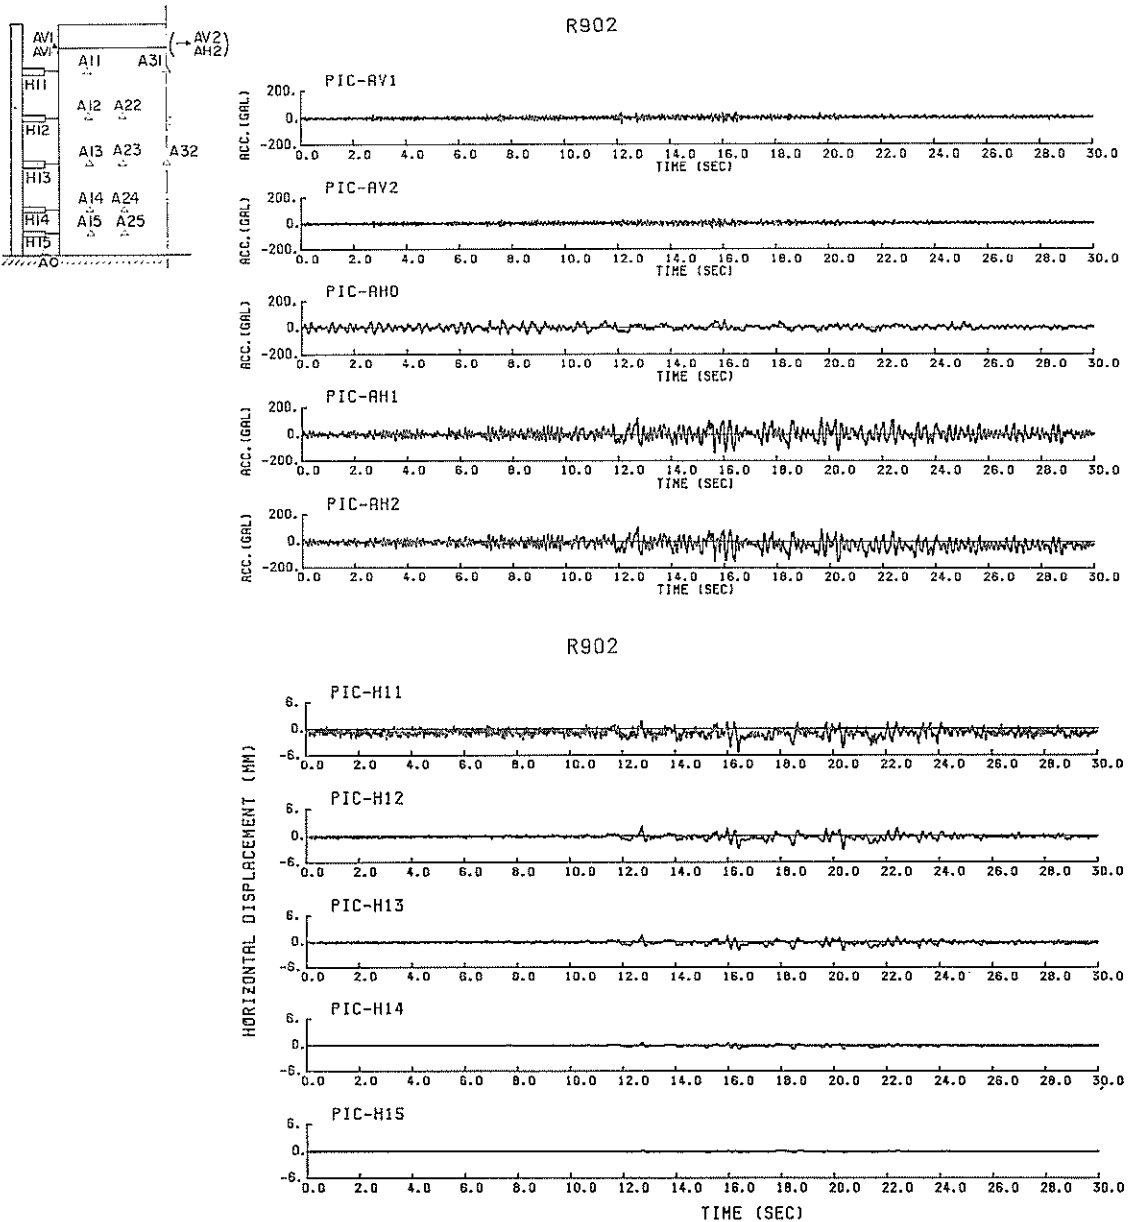 R902
AV1
AV1
(→AV2
AH2)
A11
A31
H11
A12
A22
H12
A13
A23
A32
H13
A14
A24
H14
A15
A25
H15
A0
PIC-AV1
ACC.(GAL)
200.
0.
-200.
0.0 2.0 4.0 6.0 8.0 10.0 12.0 14.0 16.0 18.0 20.0 22.0 24.0 26.0 28.0 30.0
TIME (SEC)
PIC-AV2
ACC.(GAL)
200.
0.
-200.
0.0 2.0 4.0 6.0 8.0 10.0 12.0 14.0 16.0 18.0 20.0 22.0 24.0 26.0 28.0 30.0
TIME (SEC)
PIC-AH0
ACC.(GAL)
200.
0.
-200.
0.0 2.0 4.0 6.0 8.0 10.0 12.0 14.0 16.0 18.0 20.0 22.0 24.0 26.0 28.0 30.0
TIME (SEC)
PIC-AH1
ACC.(GAL)
200.
0.
-200.
0.0 2.0 4.0 6.0 8.0 10.0 12.0 14.0 16.0 18.0 20.0 22.0 24.0 26.0 28.0 30.0
TIME (SEC)
PIC-AH2
ACC.(GAL)
200.
0.
-200.
0.0 2.0 4.0 6.0 8.0 10.0 12.0 14.0 16.0 18.0 20.0 22.0 24.0 26.0 28.0 30.0
TIME (SEC)
R902
HORIZONTAL DISPLACEMENT (MM)
PIC-H11
6.
0.
-6.
0.0 2.0 4.0 6.0 8.0 10.0 12.0 14.0 16.0 18.0 20.0 22.0 24.0 26.0 28.0 30.0
PIC-H12
6.
0.
-6.
0.0 2.0 4.0 6.0 8.0 10.0 12.0 14.0 16.0 18.0 20.0 22.0 24.0 26.0 28.0 30.0
PIC-H13
6.
0.
-6.
0.0 2.0 4.0 6.0 8.0 10.0 12.0 14.0 16.0 18.0 20.0 22.0 24.0 26.0 28.0 30.0
PIC-H14
6.
0.
-6.
0.0 2.0 4.0 6.0 8.0 10.0 12.0 14.0 16.0 18.0 20.0 22.0 24.0 26.0 28.0 30.0
PIC-H15
6.
0.
-6.
0.0 2.0 4.0 6.0 8.0 10.0 12.0 14.0 16.0 18.0 20.0 22.0 24.0 26.0 28.0 30.0
TIME (SEC)